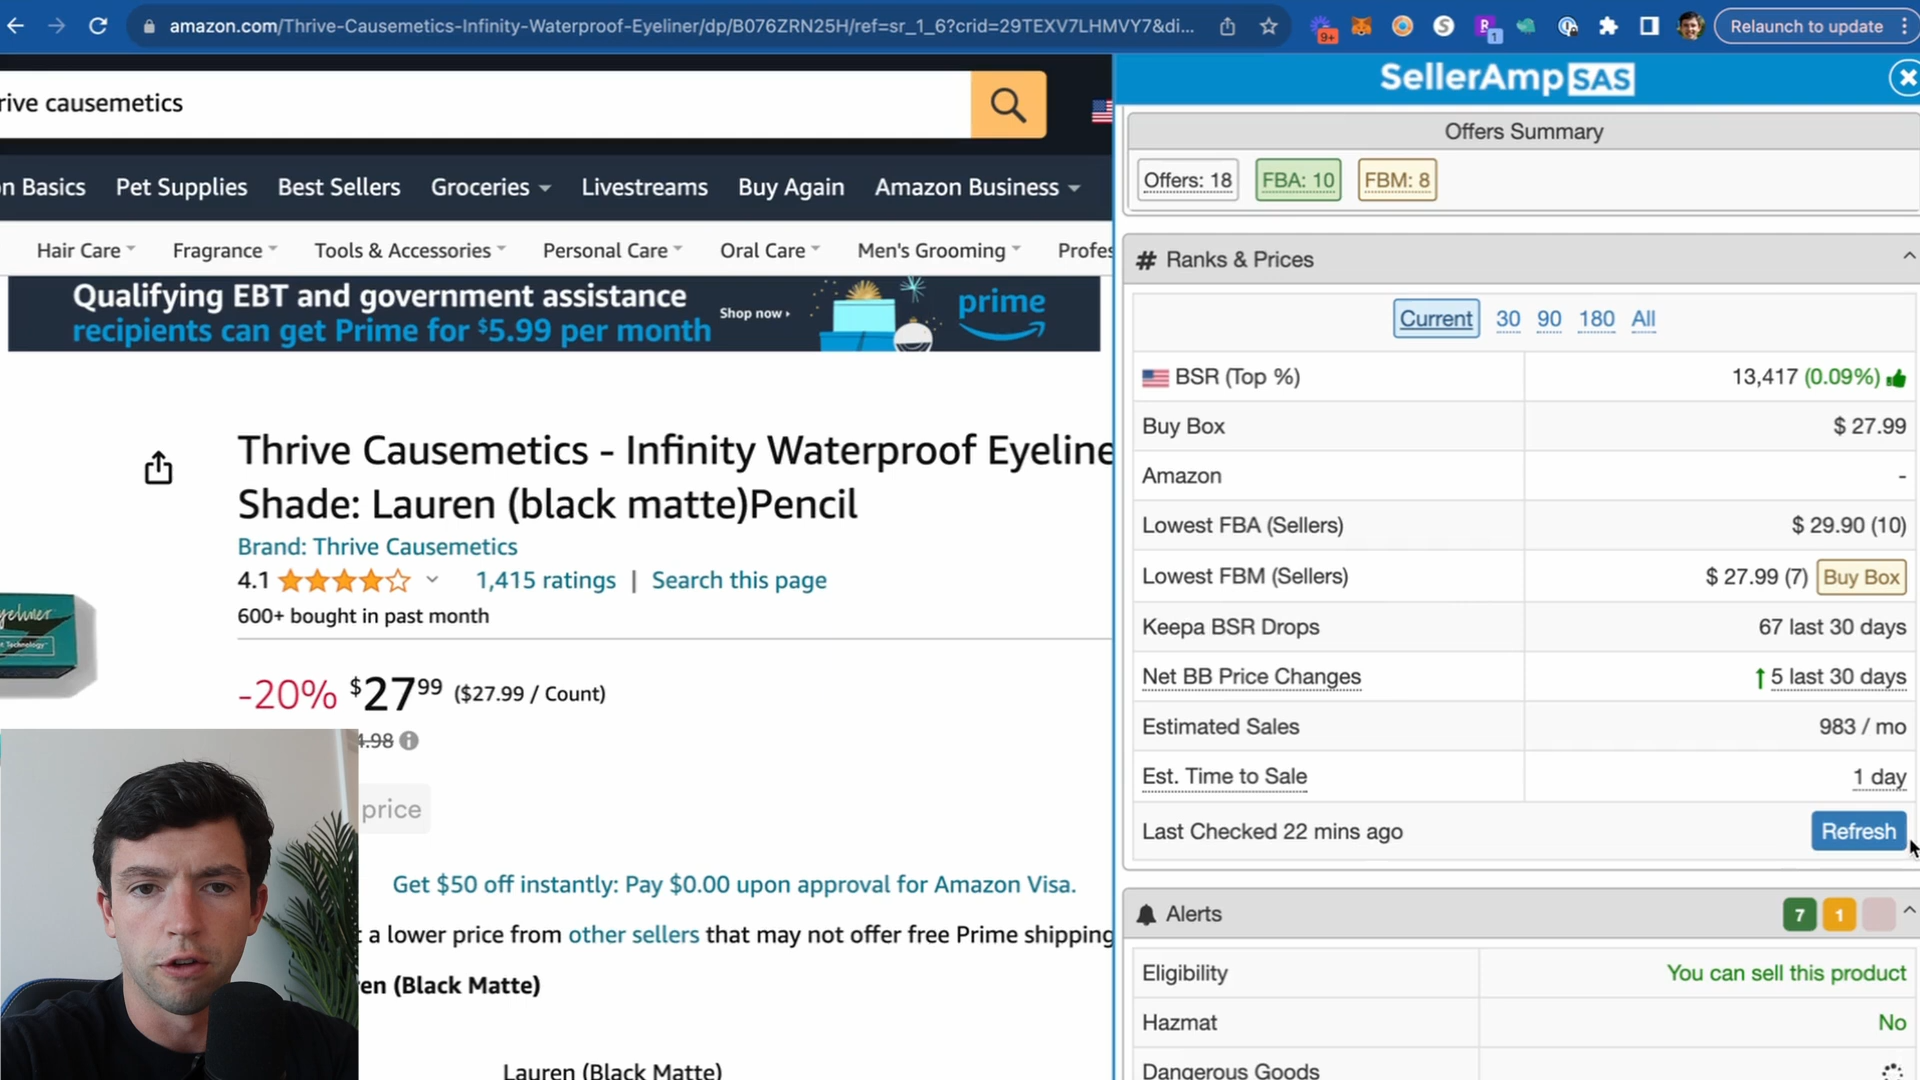 amazon.com/Thrive-Causemetics-Infinity-Waterproof-Eyeliner/dp/B076ZRN25H/ref=sr_1_6?crid=29TEXV7LHMVY7&di...
9+
1
Relaunch to update
rive causemetics
n Basics
Pet Supplies
Best Sellers
Groceries
Livestreams
Buy Again
Amazon Business
Hair Care
Fragrance
Tools & Accessories
Personal Care
Oral Care
Men's Grooming
Profes
Qualifying EBT and government assistance
recipients can get Prime for $5.99 per month
Shop now
prime
Thrive Causemetics - Infinity Waterproof Eyeline
Shade: Lauren (black matte)Pencil
Brand: Thrive Causemetics
4.1
1,415 ratings | Search this page
600+ bought in past month
-20% $27.99 ($27.99 / Count)
4.98
price
Get $50 off instantly: Pay $0.00 upon approval for Amazon Visa.
t a lower price from other sellers that may not offer free Prime shipping
en (Black Matte)
Lauren (Black Matte)
SellerAmp SAS
Offers Summary
Offers: 18
FBA: 10
FBM: 8
# Ranks & Prices
Current 30 90 180 All
BSR (Top %) 13,417 (0.09%)
Buy Box $ 27.99
Amazon -
Lowest FBA (Sellers) $ 29.90 (10)
Lowest FBM (Sellers) $ 27.99 (7) Buy Box
Keepa BSR Drops 67 last 30 days
Net BB Price Changes ↑ 5 last 30 days
Estimated Sales 983 / mo
Est. Time to Sale 1 day
Last Checked 22 mins ago Refresh
Alerts 7 1
Eligibility You can sell this product
Hazmat No
Dangerous Goods